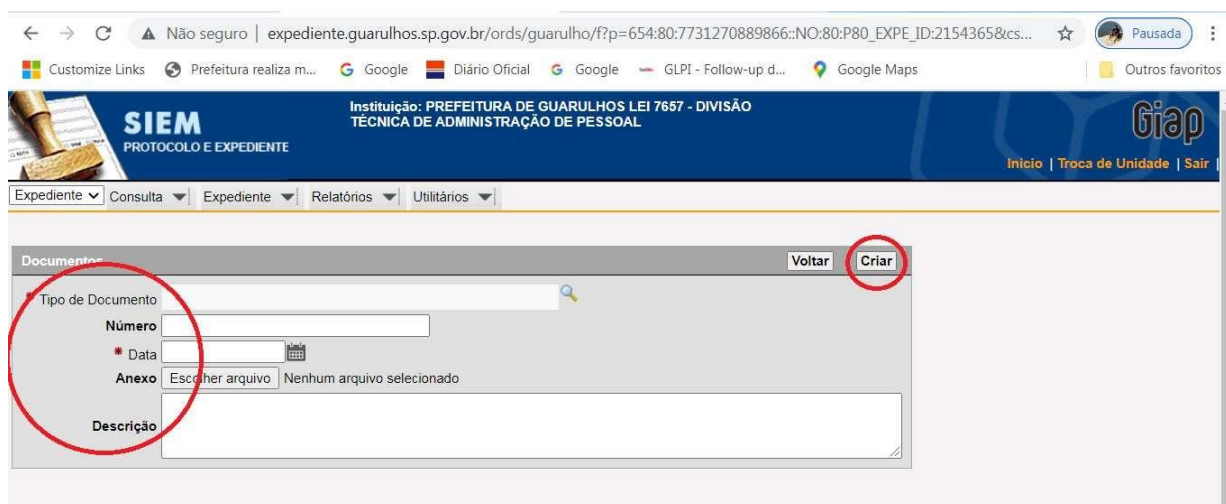 Não seguro | expediente.guarulhos.sp.gov.br/ords/guarulho/f?p=654:80:7731270889866::NO:80:P80_EXPE_ID:2154365&cs... Pausada
Customize Links Prefeitura realiza m... Google Diário Oficial Google GLPI - Follow-up d... Google Maps Outros favoritos
SIEM
PROTOCOLO E EXPEDIENTE
Instituição: PREFEITURA DE GUARULHOS LEI 7657 - DIVISÃO
TÉCNICA DE ADMINISTRAÇÃO DE PESSOAL
Giap
Inicio | Troca de Unidade | Sair |
Expediente Consulta Expediente Relatórios Utilitários
Documentos Voltar Criar
* Tipo de Documento
Número
* Data
Anexo Escolher arquivo Nenhum arquivo selecionado
Descrição